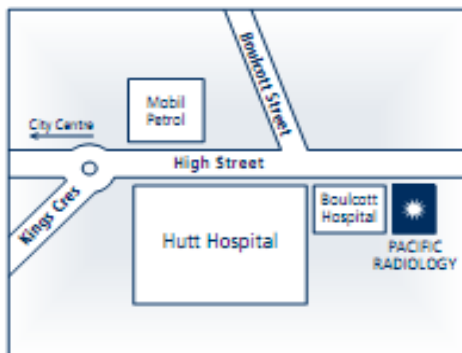 Boulcott Street
Mobil
Petrol
City Centre
High Street
Kings Cres
Hutt Hospital
Boulcott
Hospital
PACIFIC
RADIOLOGY